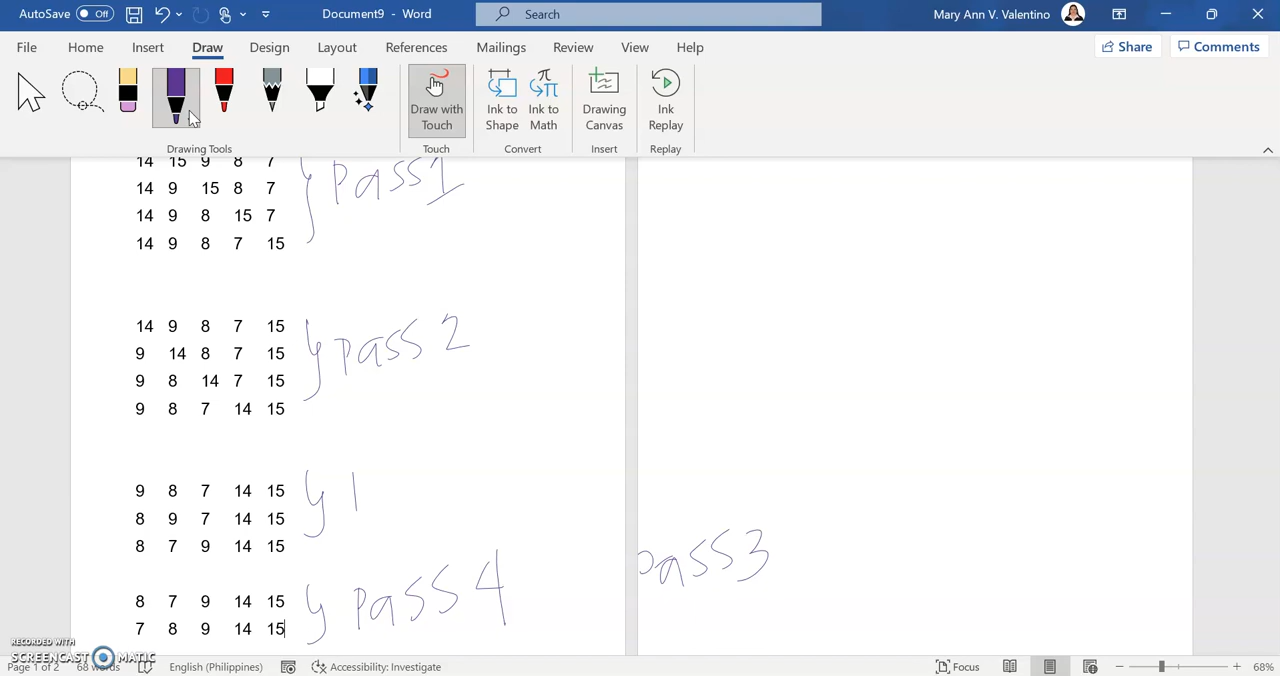 AutoSave Off Document9 - Word Search Mary Ann V. Valentino
File Home Insert Draw Design Layout References Mailings Review View Help Share Comments
Draw with Touch Ink to Shape Ink to Math Drawing Canvas Ink Replay
Drawing Tools Touch Convert Insert Replay
14 15 9 8 7
14 9 15 8 7
14 9 8 15 7
14 9 8 7 15
Pass 1
14 9 8 7 15
9 14 8 7 15
9 8 14 7 15
9 8 7 14 15
pass 2
9 8 7 14 15
8 9 7 14 15
8 7 9 14 15
pass 3
8 7 9 14 15
7 8 9 14 15
pass 4
RECORDED WITH
SCREENCAST MATIC
Page 1 of 2 68 words English (Philippines) Accessibility: Investigate Focus 68%